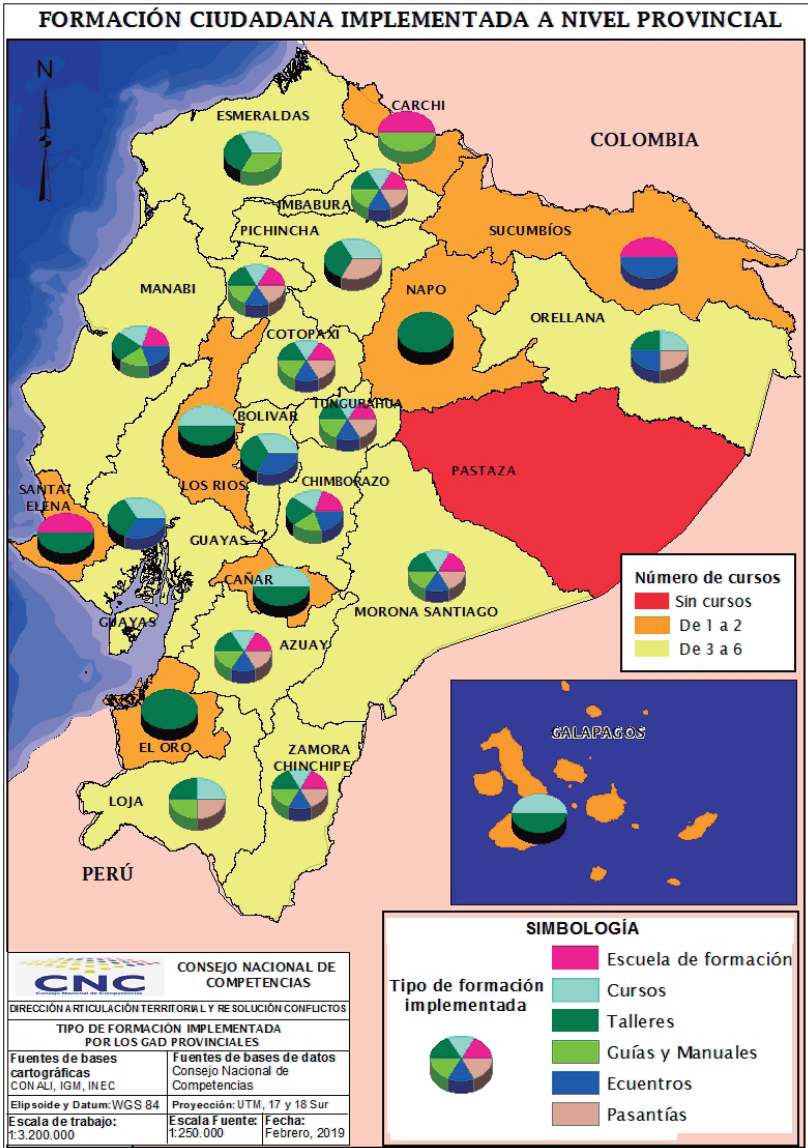 FORMACIÓN CIUDADANA IMPLEMENTADA A NIVEL PROVINCIAL
N
CARCHI
ESMERALDAS
COLOMBIA
IMBABURA
PICHINCHA
SUCUMBÍOS
MANABI
NAPO
ORELLANA
COTOPAXI
TUNGURAHUA
BOLIVAR
PASTAZA
SANTA
ELENA
LOS RIOS
CHIMBORAZO
GUAYAS
CAÑAR
MORONA SANTIAGO
GUAYAS
AZUAY
Número de cursos
Sin cursos
De 1 a 2
De 3 a 6
EL ORO
ZAMORA
CHINCHIPE
GALAPAGOS
LOJA
PERÚ
SIMBOLOGÍA
Tipo de formación
implementada
Escuela de formación
Cursos
Talleres
Guías y Manuales
Ecuentros
Pasantías
CNC
Consejo Nacional de Competencias
CONSEJO NACIONAL DE
COMPETENCIAS
DIRECCIÓN ARTICULACIÓN TERRITORIAL Y RESOLUCIÓN CONFLICTOS
TIPO DE FORMACIÓN IMPLEMENTADA
POR LOS GAD PROVINCIALES
Fuentes de bases
cartográficas
CONALI, IGM, INEC
Fuentes de bases de datos
Consejo Nacional de
Competencias
Elipsoide y Datum: WGS 84
Proyección: UTM, 17 y 18 Sur
Escala de trabajo:
1:3.200.000
Escala Fuente:
1:250.000
Fecha:
Febrero, 2019